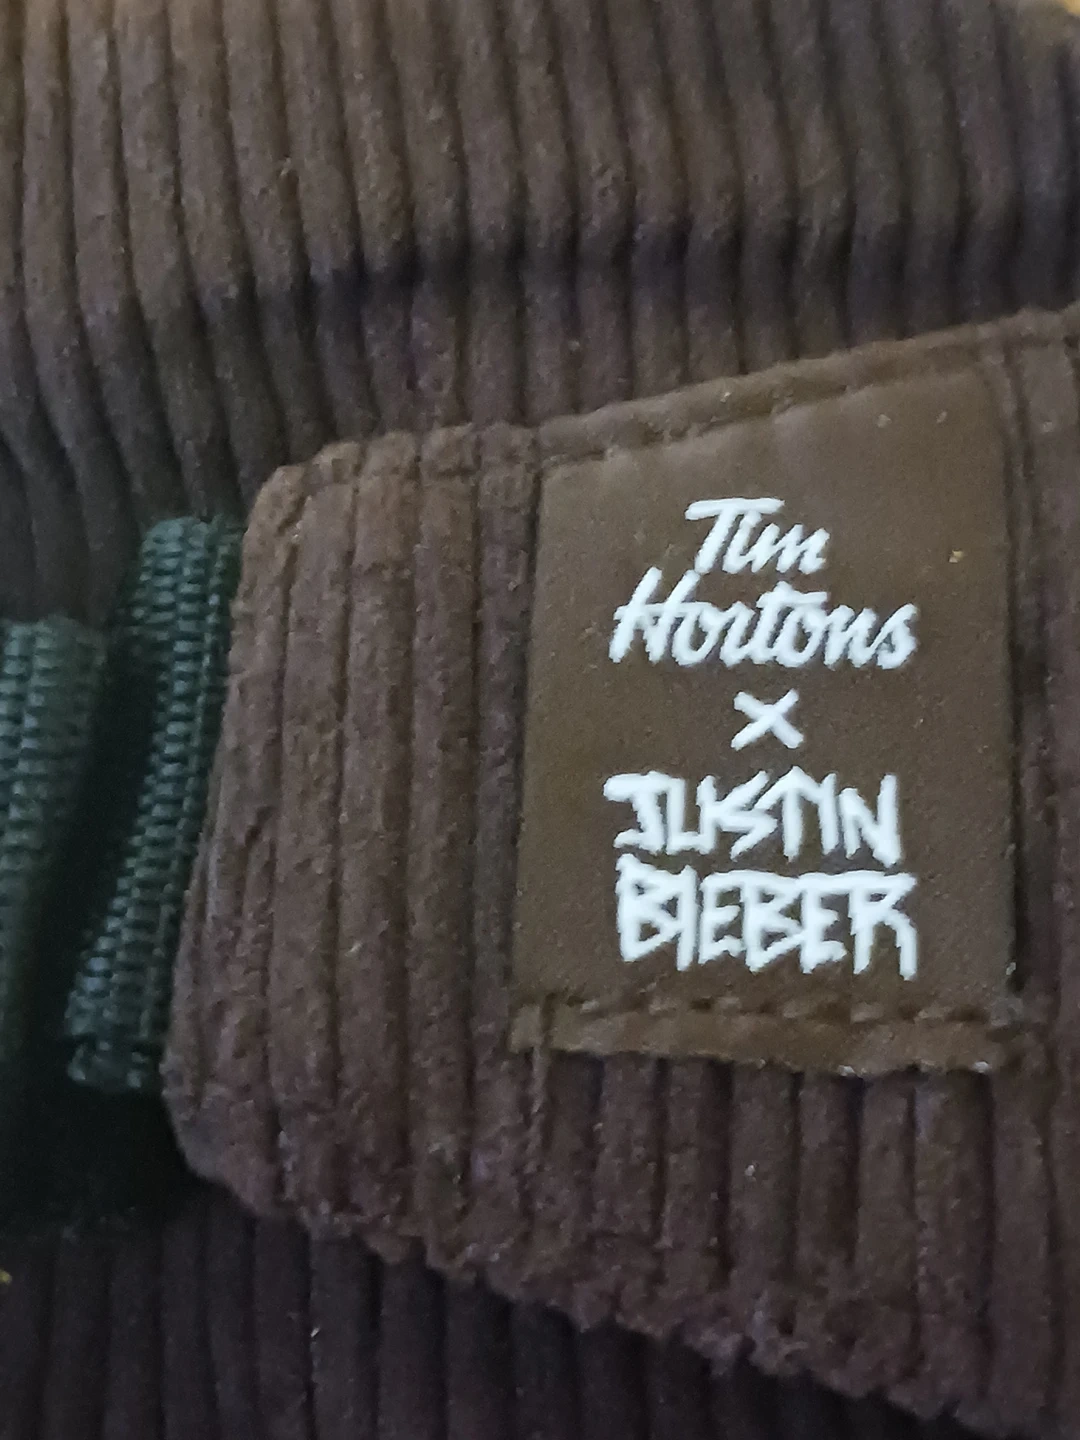 Tim
Hortons
x
JUSTIN
BIEBER